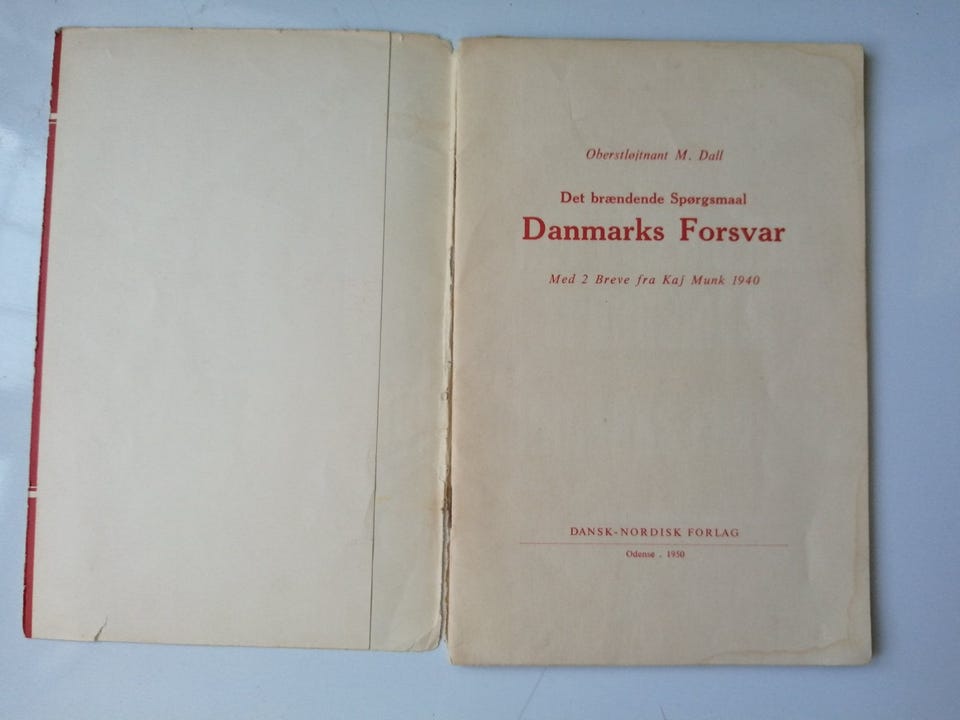 Oberstløjtnant M. Dall
Det brændende Spørgsmaal
Danmarks Forsvar
Med 2 Breve fra Kaj Munk 1940
DANSK-NORDISK FORLAG
Odense . 1950